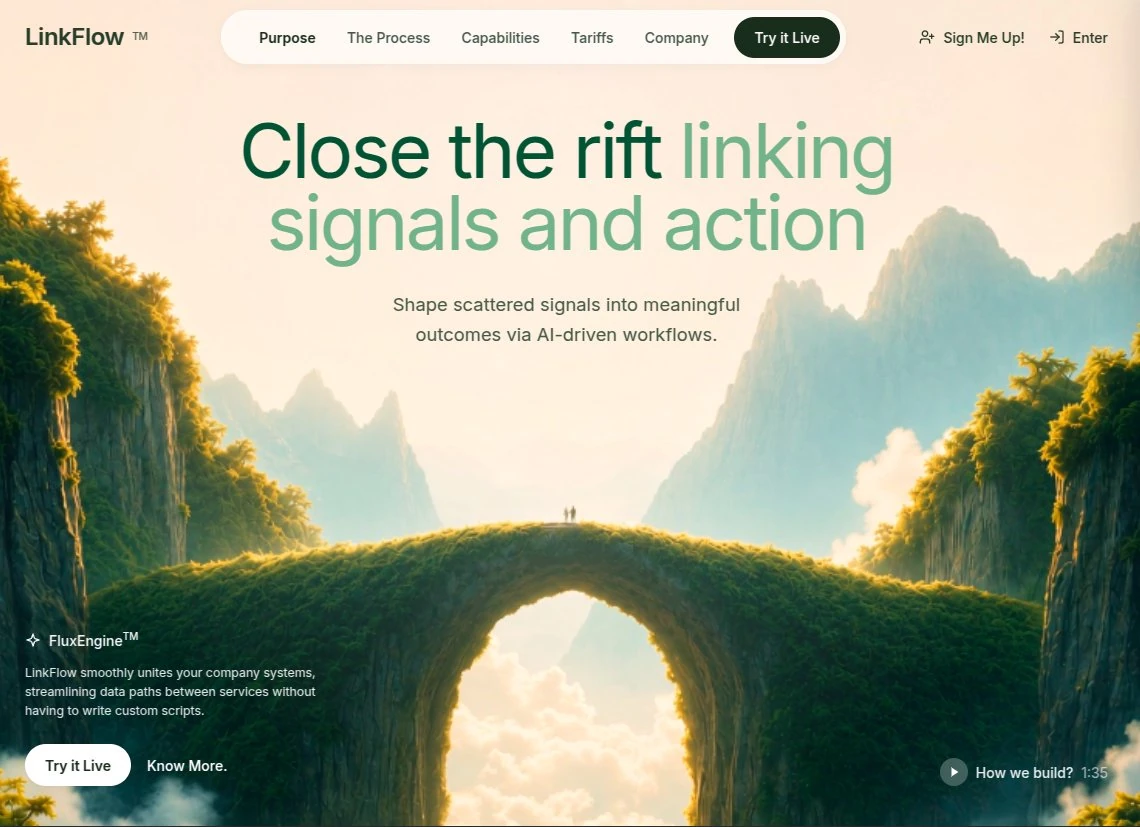 LinkFlow TM
Purpose The Process Capabilities Tariffs Company Try it Live
Sign Me Up! Enter
Close the rift linking
signals and action
Shape scattered signals into meaningful
outcomes via AI-driven workflows.
FluxEngineTM
LinkFlow smoothly unites your company systems,
streamlining data paths between services without
having to write custom scripts.
Try it Live Know More.
How we build? 1:35